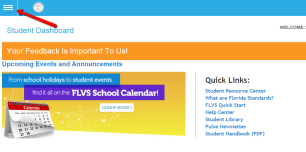 Student Dashboard
WELCOME
Your Feedback Is Important To Us!
Upcoming Events and Announcements
From school holidays to student events,
find it all on the FLVS School Calendar!
LEARN MORE
Calendar
Quick Links:
Student Resource Center
What are Florida Standards?
FLVS Quick Start
Help Center
Student Library
Pulse Newsletter
Student Handbook (PDF)